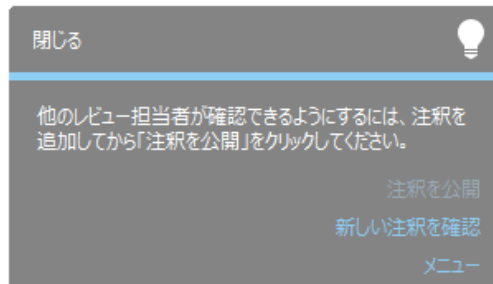 閉じる
他のレビュー担当者が確認できるようにするには、注釈を
追加してから「注釈を公開」をクリックしてください。
注釈を公開
新しい注釈を確認
メニュー